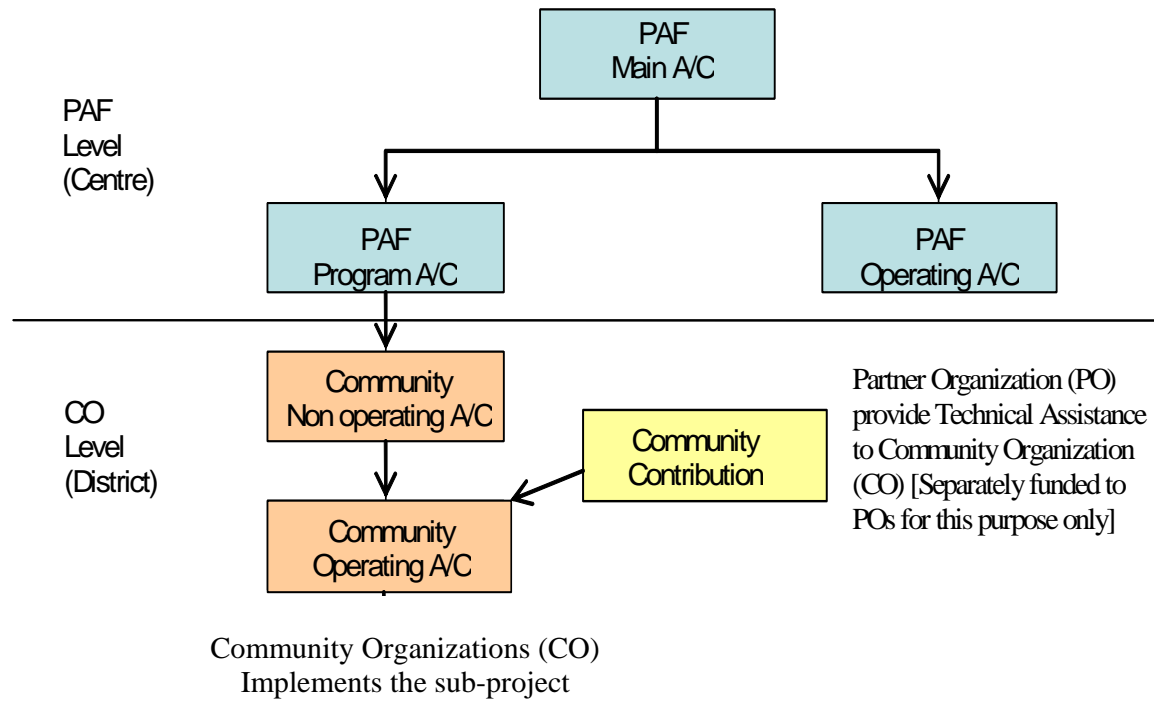 PAF
Main A/C
PAF
Level
(Centre)
PAF
Program A/C
PAF
Operating A/C
CO
Level
(District)
Community
Non operating A/C
Community
Contribution
Community
Operating A/C
Partner Organization (PO)
provide Technical Assistance
to Community Organization
(CO) [Separately funded to
POs for this purpose only]
Community Organizations (CO)
Implements the sub-project